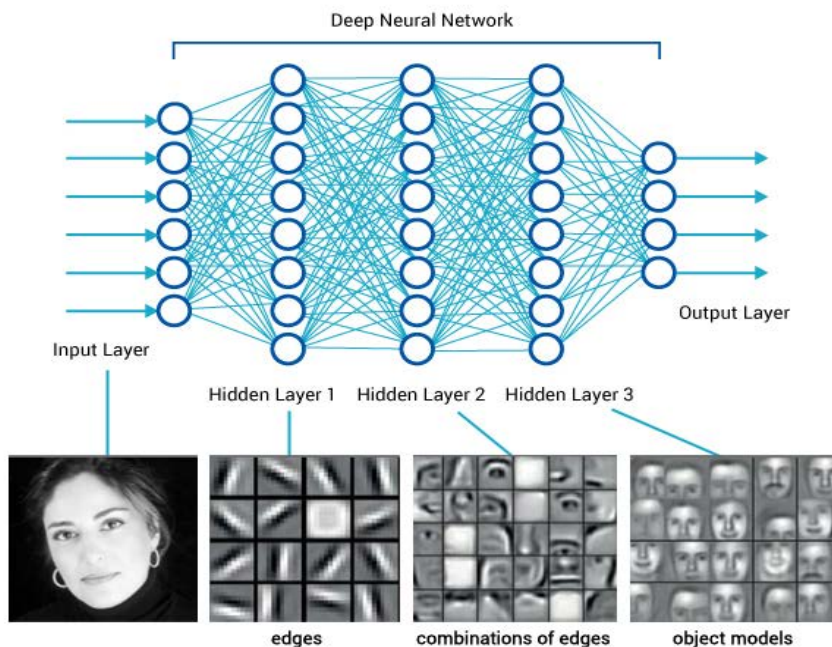 Deep Neural Network
Input Layer
Output Layer
Hidden Layer 1
Hidden Layer 2
Hidden Layer 3
edges
combinations of edges
object models